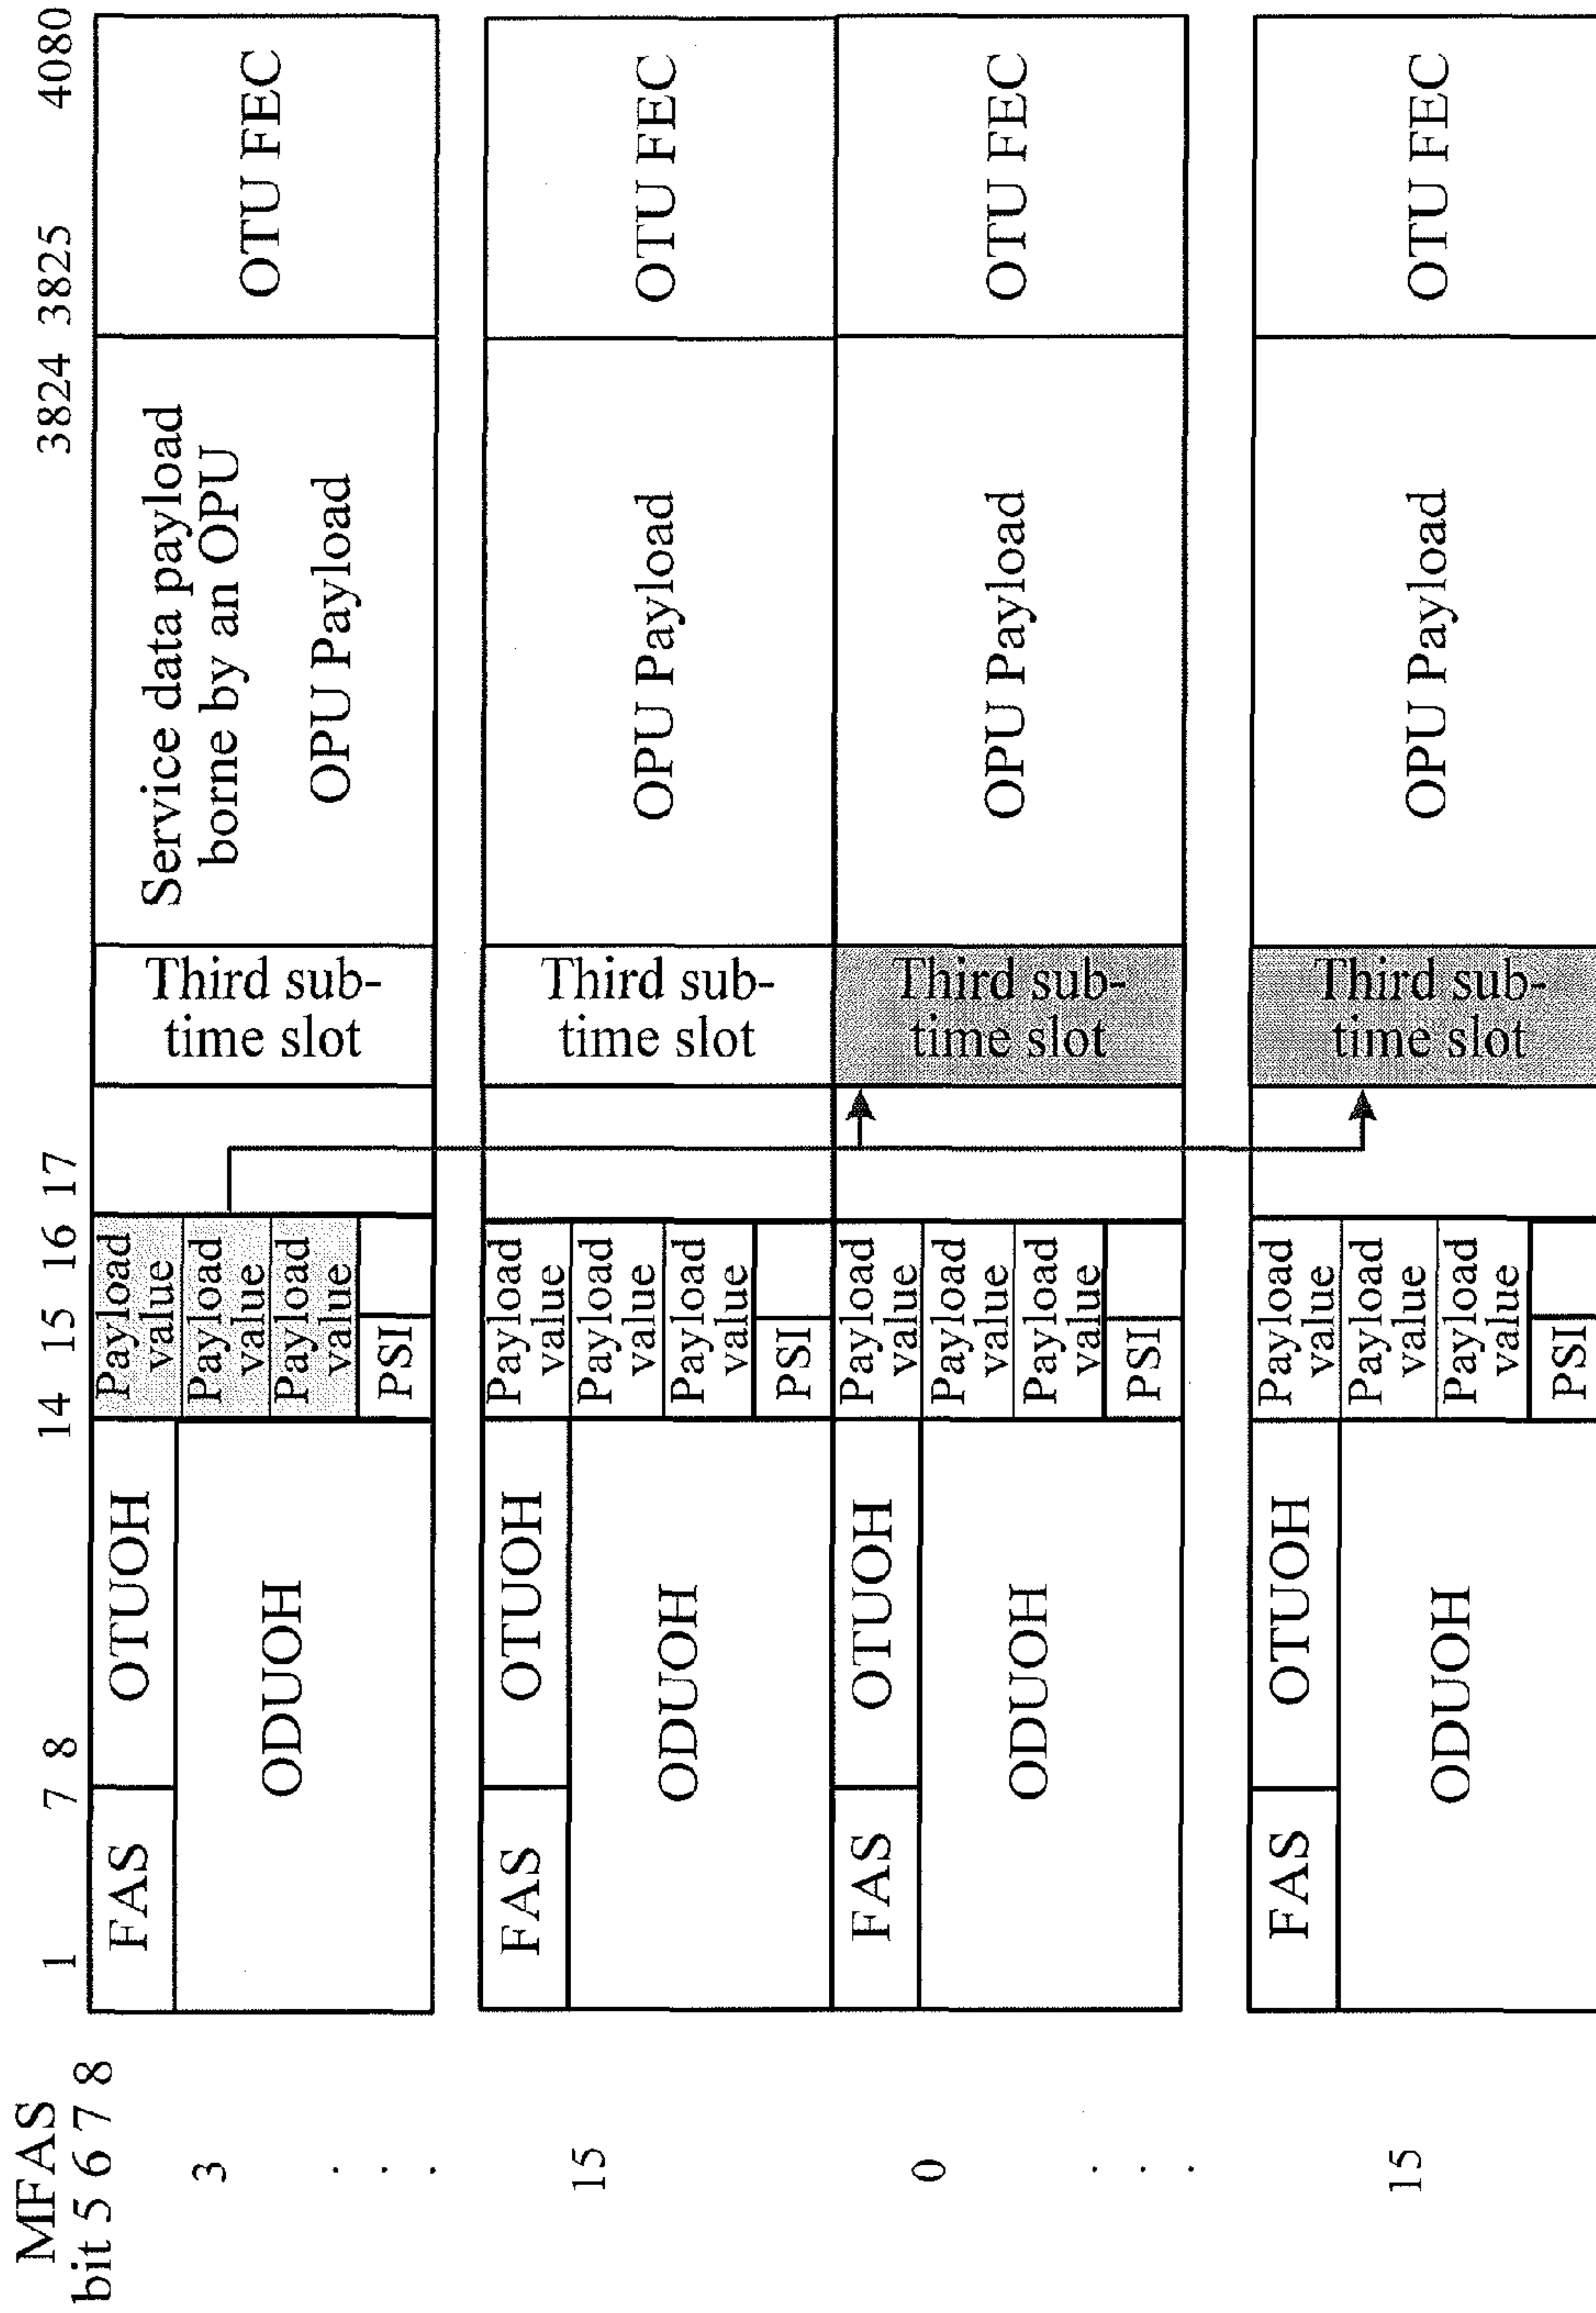 MFAS
bit 5 6 7 8
1
7 8
14 15 16 17
3824 3825
4080
3
FAS
OTUOH
ODUOH
Payload
value
Payload
value
Payload
value
PSI
Third sub-
time slot
Service data payload
borne by an OPU
OPU Payload
OTU FEC
.
.
.
15
FAS
OTUOH
ODUOH
Payload
value
Payload
value
Payload
value
PSI
Third sub-
time slot
OPU Payload
OTU FEC
0
FAS
OTUOH
ODUOH
Payload
value
Payload
value
Payload
value
PSI
Third sub-
time slot
OPU Payload
OTU FEC
.
.
.
15
FAS
OTUOH
ODUOH
Payload
value
Payload
value
Payload
value
PSI
Third sub-
time slot
OPU Payload
OTU FEC